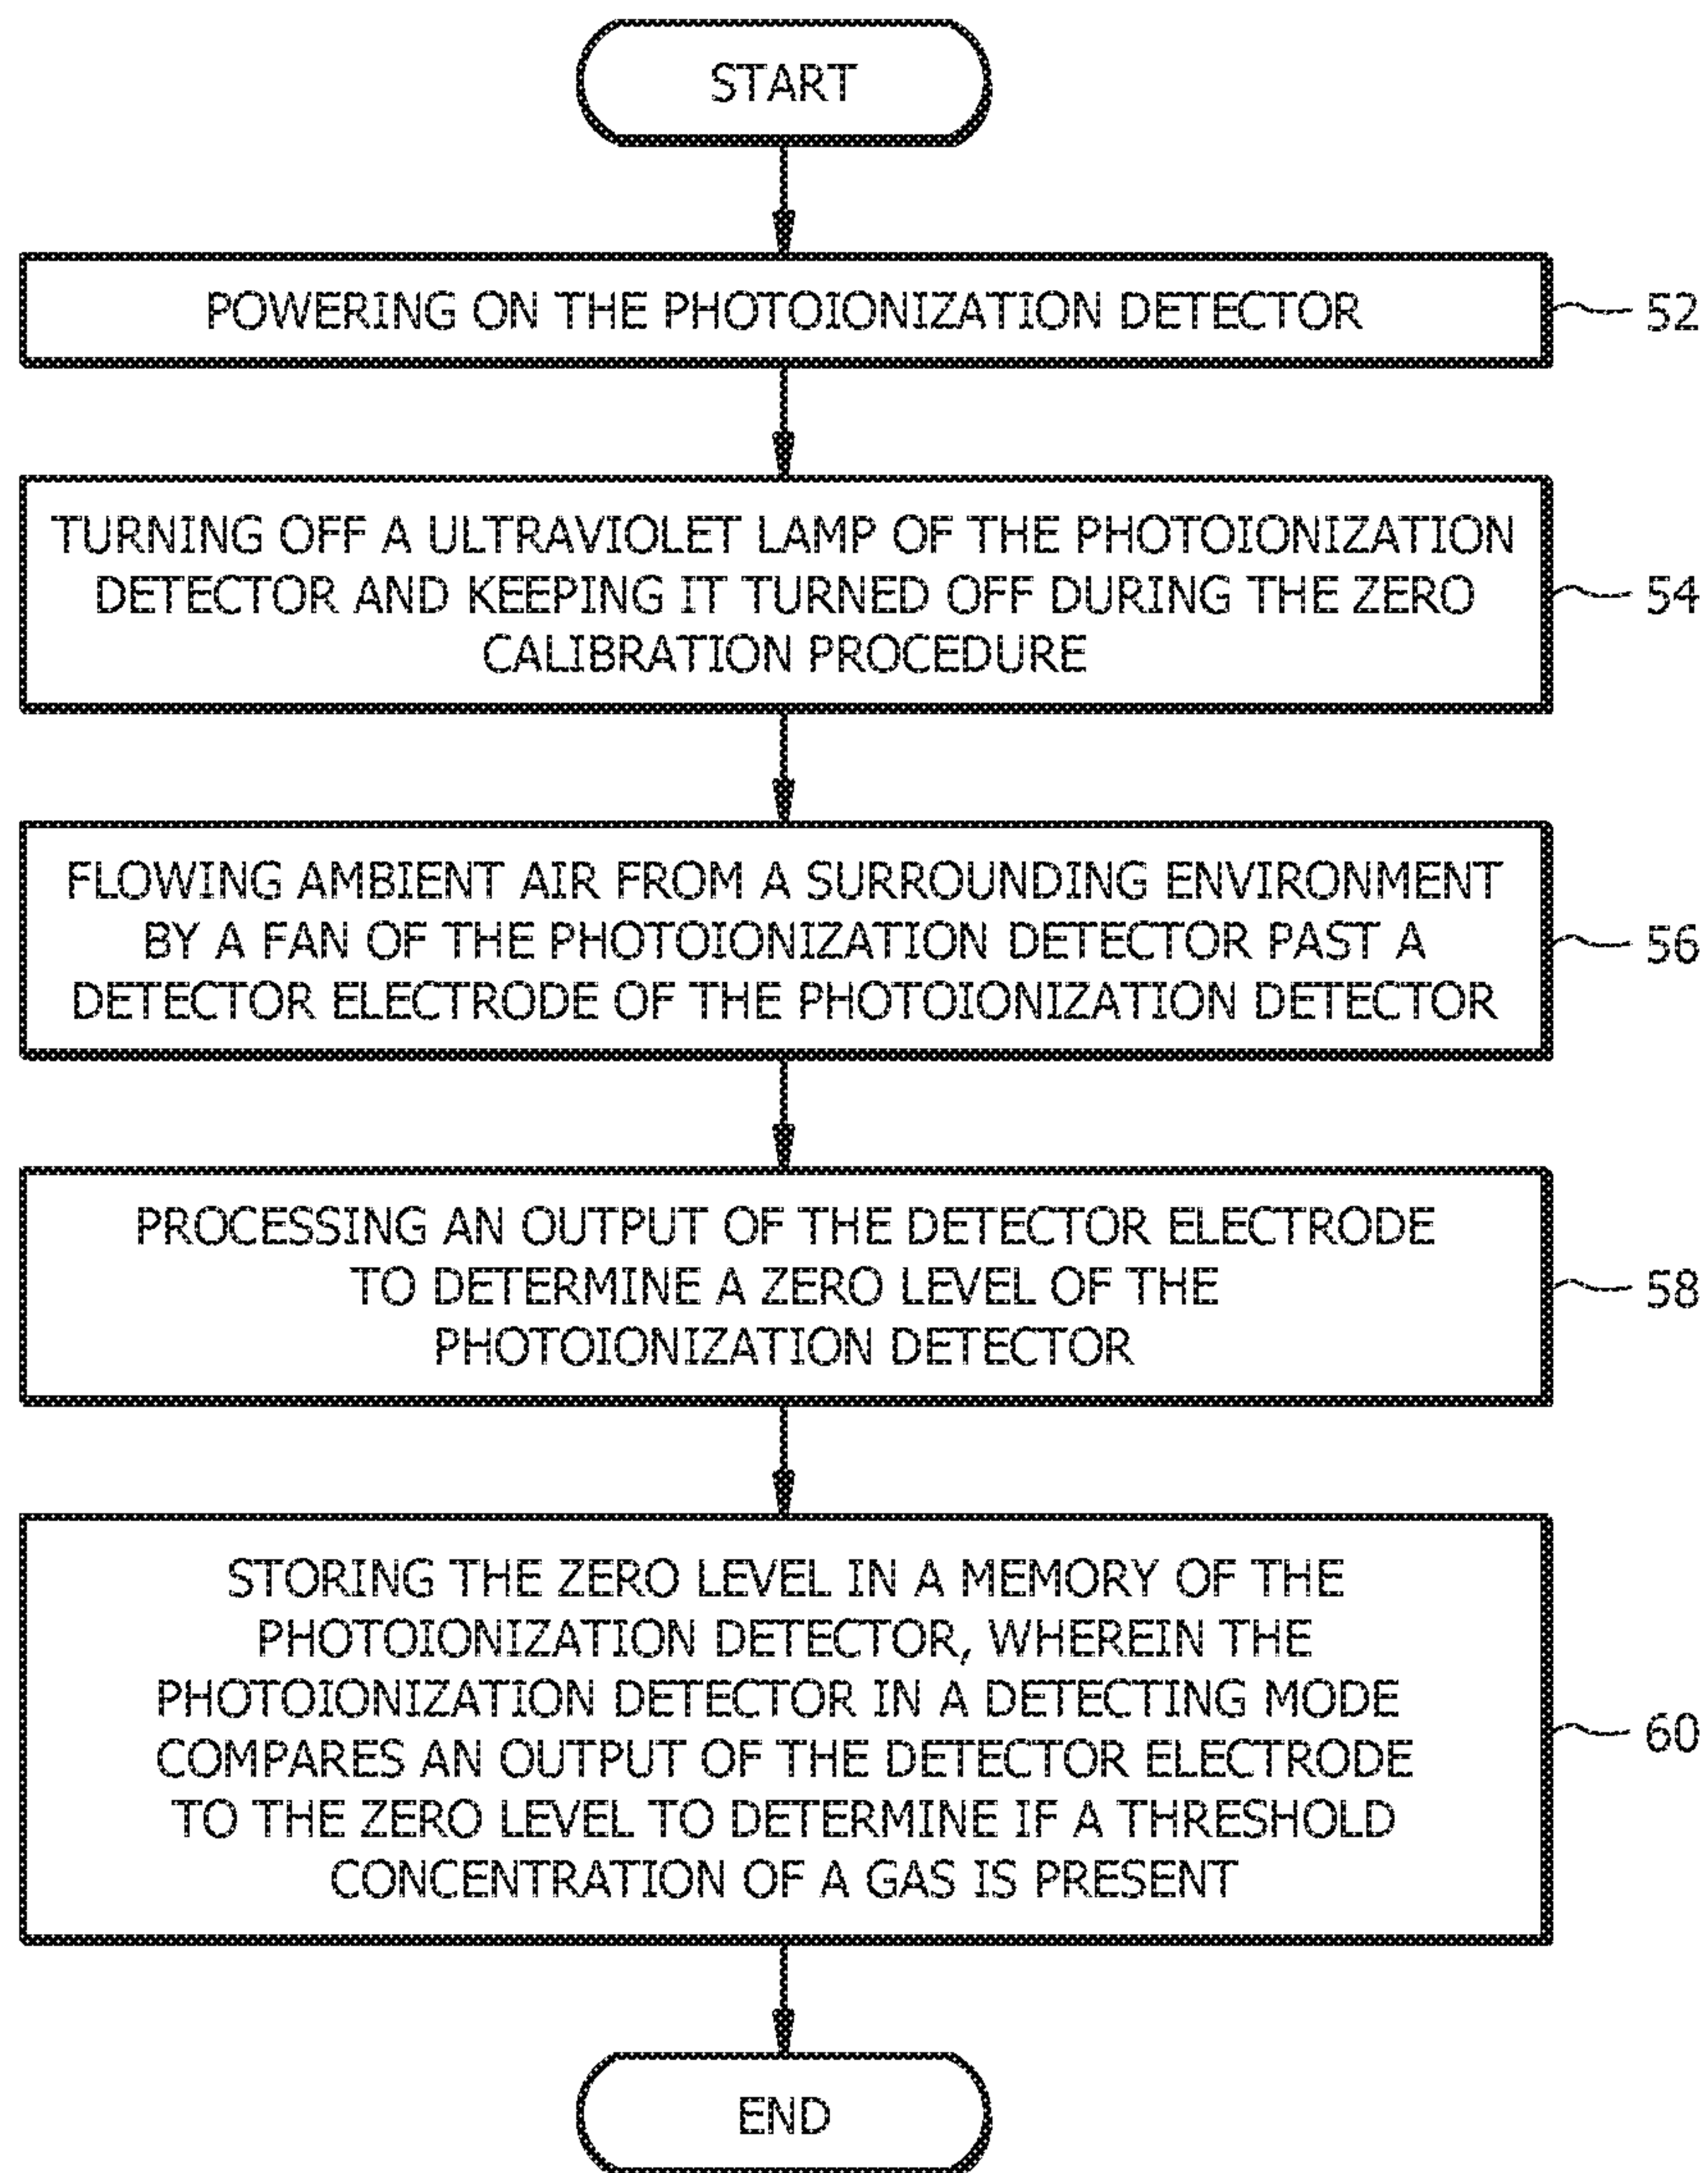 START
POWERING ON THE PHOTOIONIZATION DETECTOR
52
TURNING OFF A ULTRAVIOLET LAMP OF THE PHOTOIONIZATION
DETECTOR AND KEEPING IT TURNED OFF DURING THE ZERO
CALIBRATION PROCEDURE
54
FLOWING AMBIENT AIR FROM A SURROUNDING ENVIRONMENT
BY A FAN OF THE PHOTOIONIZATION DETECTOR PAST A
DETECTOR ELECTRODE OF THE PHOTOIONIZATION DETECTOR
56
PROCESSING AN OUTPUT OF THE DETECTOR ELECTRODE
TO DETERMINE A ZERO LEVEL OF THE
PHOTOIONIZATION DETECTOR
58
STORING THE ZERO LEVEL IN A MEMORY OF THE
PHOTOIONIZATION DETECTOR, WHEREIN THE
PHOTOIONIZATION DETECTOR IN A DETECTING MODE
COMPARES AN OUTPUT OF THE DETECTOR ELECTRODE
TO THE ZERO LEVEL TO DETERMINE IF A THRESHOLD
CONCENTRATION OF A GAS IS PRESENT
60
END